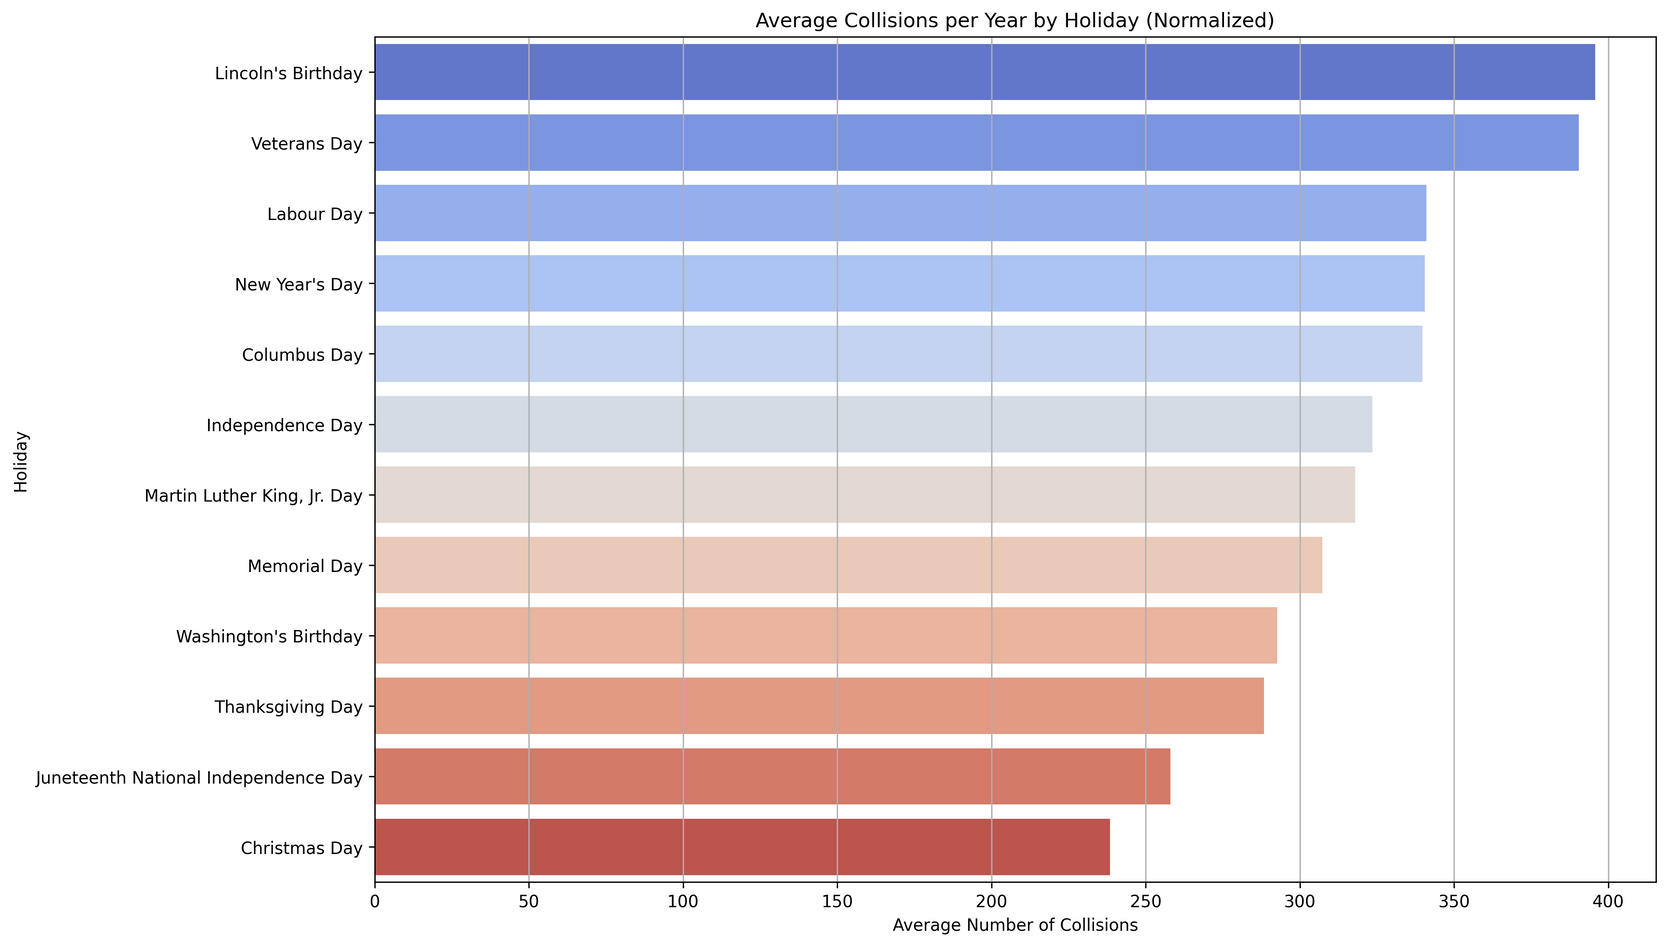 Average Collisions per Year by Holiday (Normalized)
Lincoln's Birthday
Veterans Day
Labour Day
New Year's Day
Columbus Day
Independence Day
Martin Luther King, Jr. Day
Memorial Day
Washington's Birthday
Thanksgiving Day
Juneteenth National Independence Day
Christmas Day
Holiday
0 50 100 150 200 250 300 350 400
Average Number of Collisions